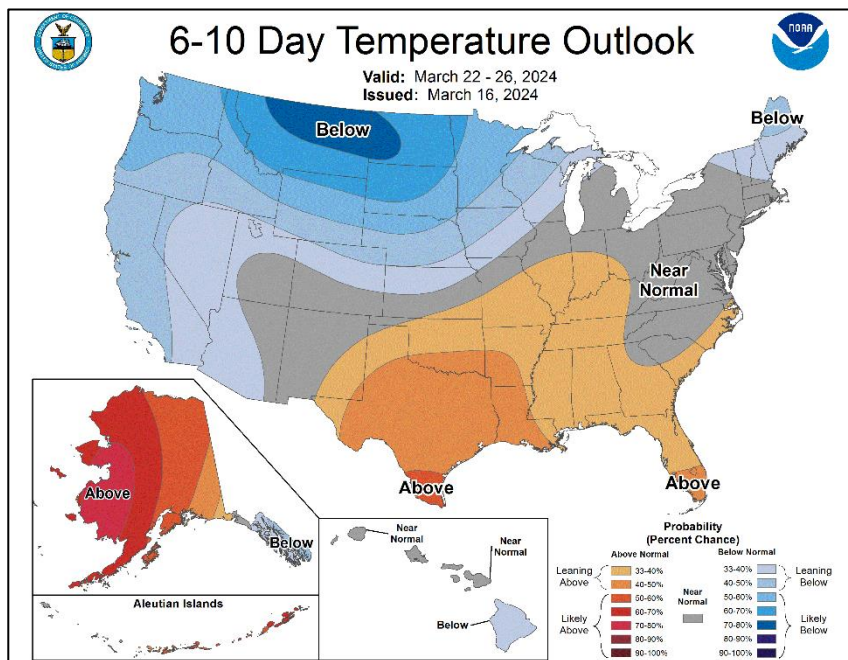 6-10 Day Temperature Outlook
Valid: March 22 - 26, 2024
Issued: March 16, 2024
NOAA
Below
Below
Near
Normal
Above
Above
Above
Below
Aleutian Islands
Near
Normal
Near
Normal
Below
Probability
(Percent Chance)
Above Normal
Below Normal
Leaning
Above
33-40%
40-50%
Likely
Above
50-60%
60-70%
70-80%
80-90%
90-100%
Near
Normal
33-40%
40-50%
Leaning
Below
50-60%
60-70%
70-80%
80-90%
90-100%
Likely
Below